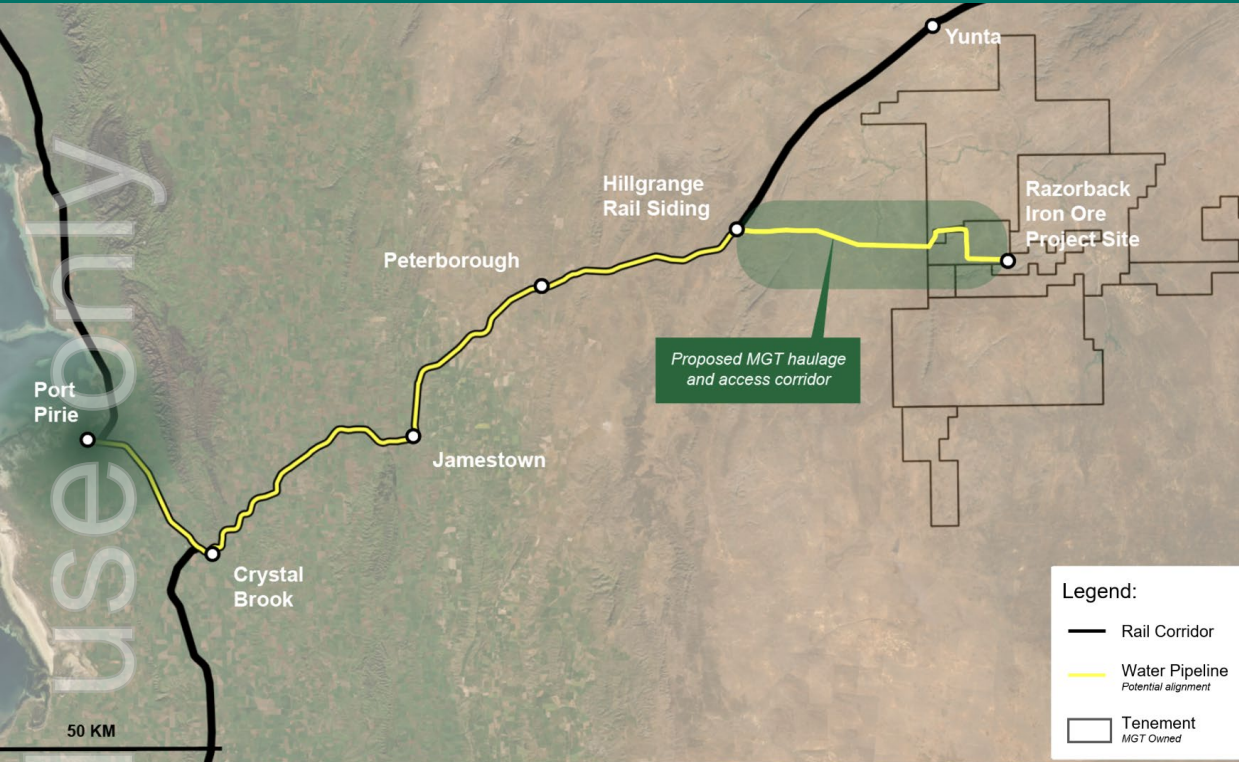 Yunta
Hillgrange
Rail Siding
Razorback
Iron Ore
Project Site
Peterborough
Proposed MGT haulage
and access corridor
Port
Pirie
Jamestown
Crystal
Brook
use only
50 KM
Legend:
Rail Corridor
Water Pipeline
Potential alignment
Tenement
MGT Owned